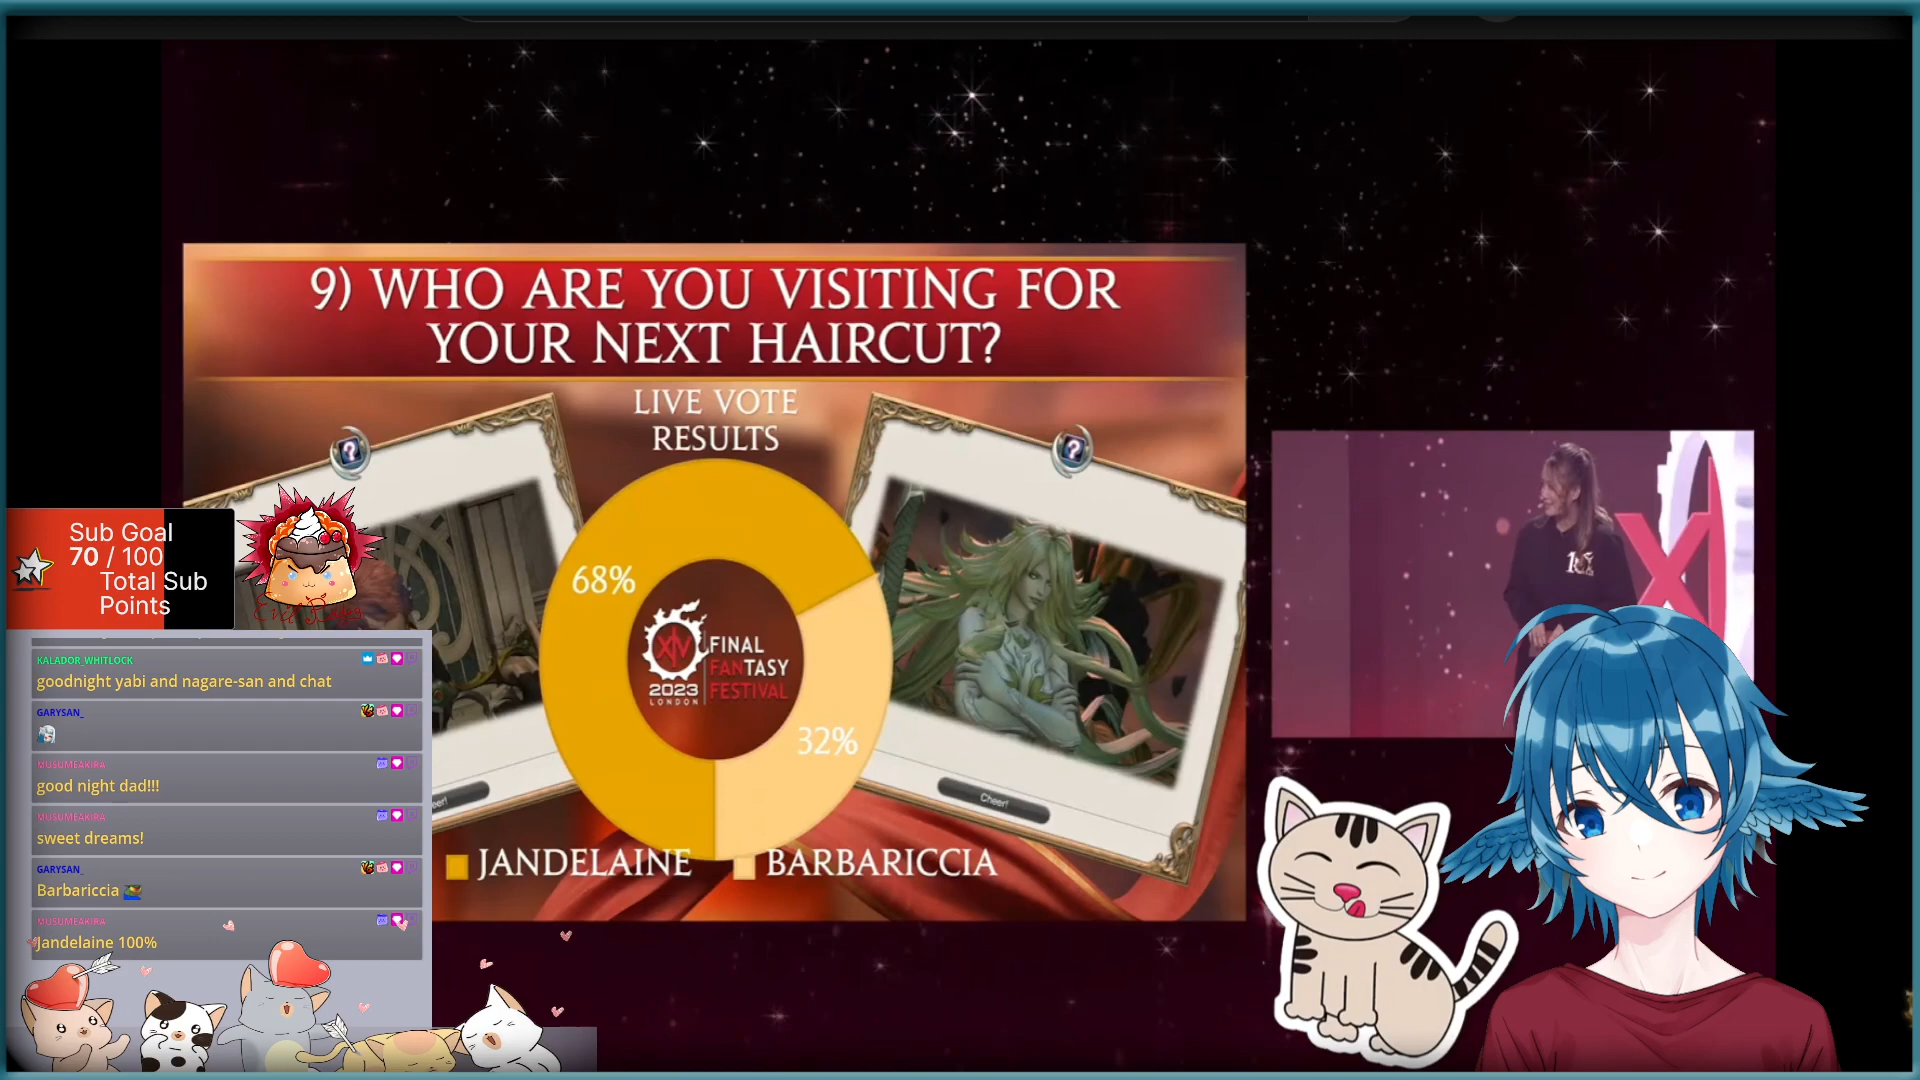 9) WHO ARE YOU VISITING FOR
YOUR NEXT HAIRCUT?
LIVE VOTE
RESULTS
68%
32%
XIV
FINAL
FANTASY
FESTIVAL
2023
LONDON
JANDELAINE
BARBARICCIA
Cheer!
Sub Goal
70 / 100
Total Sub
Points
KALADOR_WHITLOCK
goodnight yabi and nagare-san and chat
GARYSAN_
MUSUMEAKIRA
good night dad!!!
MUSUMEAKIRA
sweet dreams!
GARYSAN_
Barbariccia
MUSUMEAKIRA
Jandelaine 100%